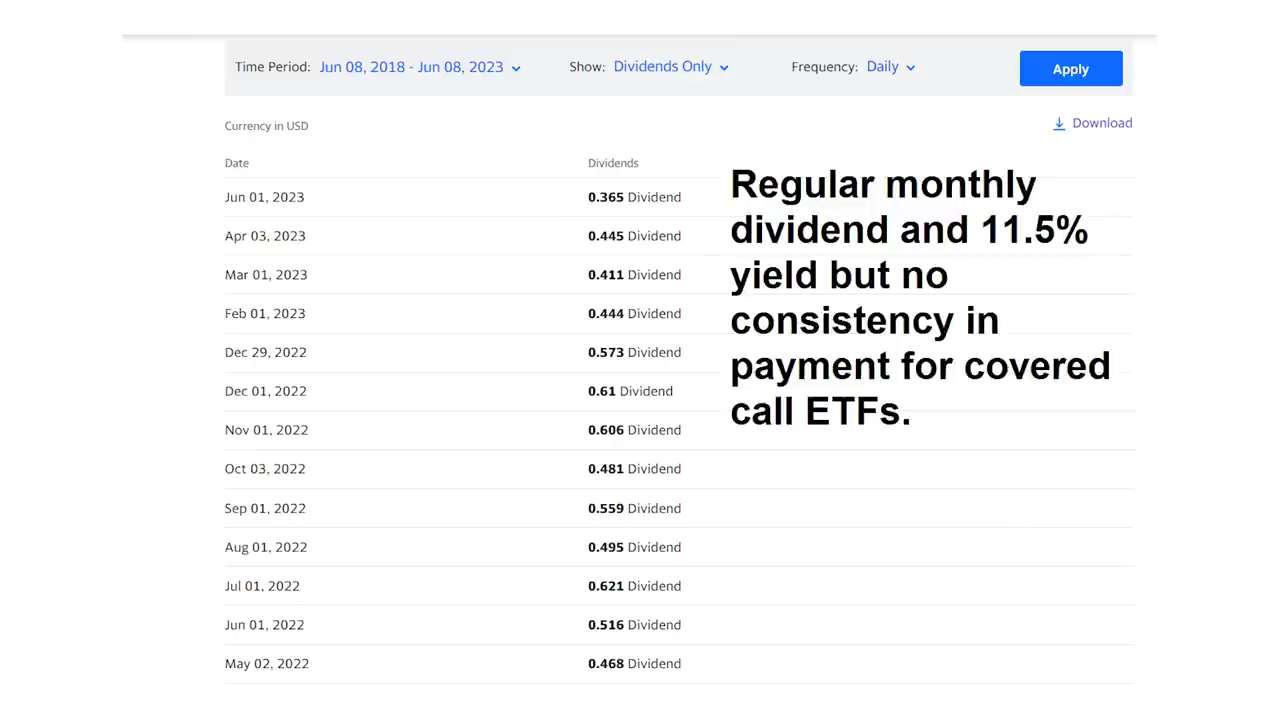 Time Period: Jun 08, 2018 - Jun 08, 2023 Show: Dividends Only Frequency: Daily Apply
Currency in USD Download
Date Dividends
Jun 01, 2023 0.365 Dividend
Apr 03, 2023 0.445 Dividend
Mar 01, 2023 0.411 Dividend
Feb 01, 2023 0.444 Dividend
Dec 29, 2022 0.573 Dividend
Dec 01, 2022 0.61 Dividend
Nov 01, 2022 0.606 Dividend
Oct 03, 2022 0.481 Dividend
Sep 01, 2022 0.559 Dividend
Aug 01, 2022 0.495 Dividend
Jul 01, 2022 0.621 Dividend
Jun 01, 2022 0.516 Dividend
May 02, 2022 0.468 Dividend
Regular monthly
dividend and 11.5%
yield but no
consistency in
payment for covered
call ETFs.